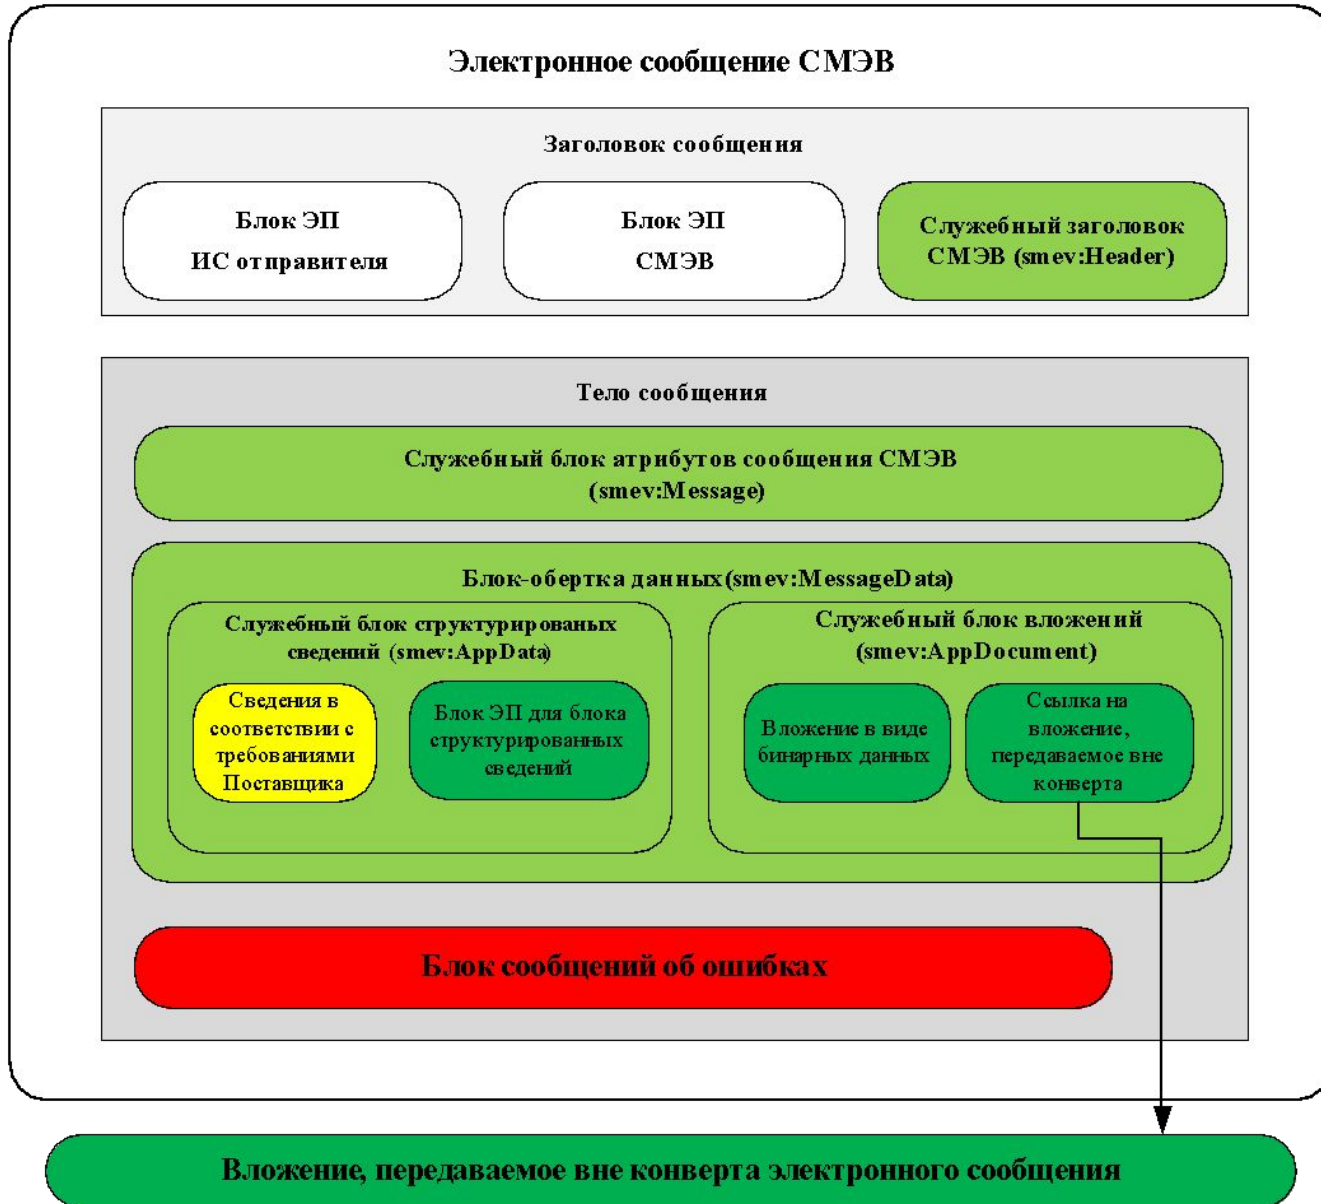 Электронное сообщение СМЭВ
Заголовок сообщения
Блок ЭП
ИС отправителя
Блок ЭП
СМЭВ
Служебный заголовок
СМЭВ (smev:Header)
Тело сообщения
Служебный блок атрибутов сообщения СМЭВ
(smev:Message)
Блок-обертка данных(smev:MessageData)
Служебный блок структурированых
сведений (smev:AppData)
Сведения в
соответствии с
требованиями
Поставщика
Блок ЭП для блока
структурированных
сведений
Служебный блок вложений
(smev:AppDocument)
Вложение в виде
бинарных данных
Ссылка на
вложение,
передаваемое вне
конверта
Блок сообщений об ошибках
Вложение, передаваемое вне конверта электронного сообщения